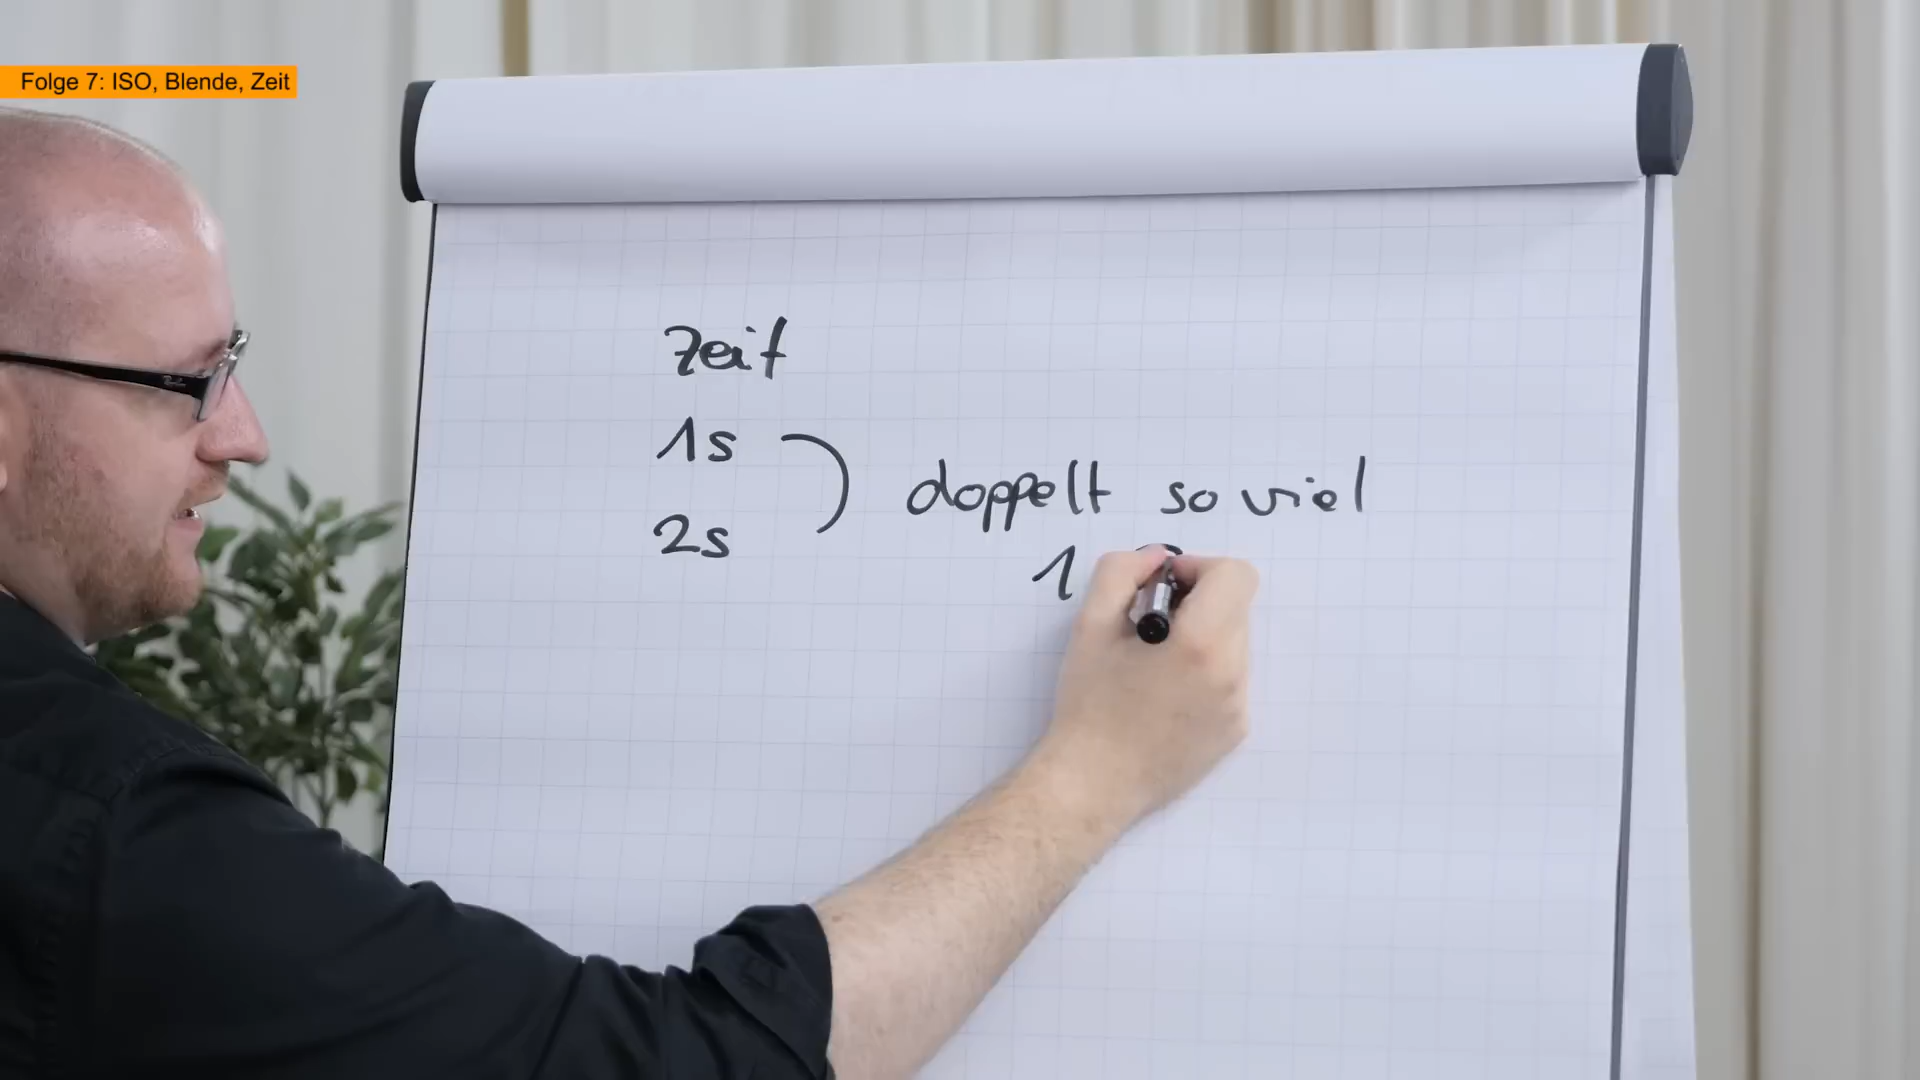 Folge 7: ISO, Blende, Zeit
Zeit
1s
doppelt so viel
2s
1